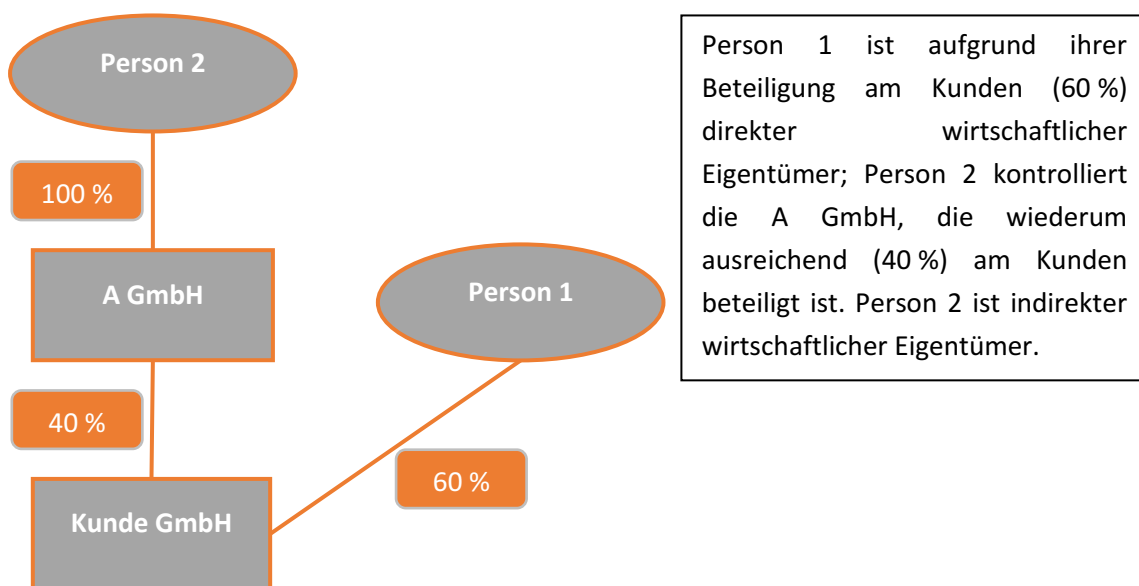 Person 2
100 %
A GmbH
Person 1
40 %
60 %
Kunde GmbH
Person 1 ist aufgrund ihrer
Beteiligung am Kunden (60 %)
direkter wirtschaftlicher
Eigentümer; Person 2 kontrolliert
die A GmbH, die wiederum
ausreichend (40 %) am Kunden
beteiligt ist. Person 2 ist indirekter
wirtschaftlicher Eigentümer.